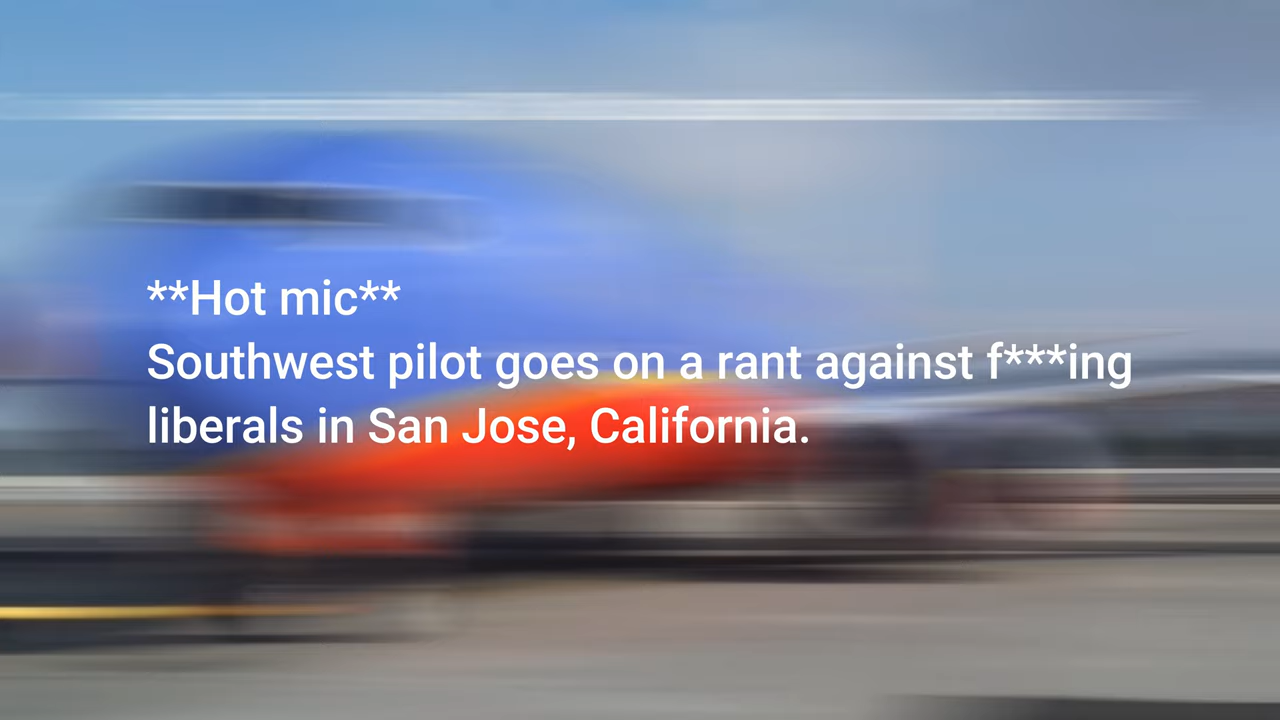 **Hot mic**
Southwest pilot goes on a rant against f***ing
liberals in San Jose, California.